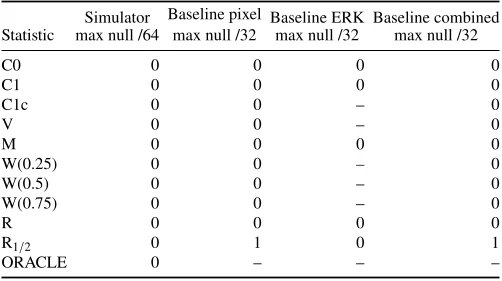 Statistic Simulator max null /64 Baseline pixel max null /32 Baseline ERK max null /32 Baseline combined max null /32
C0 0 0 0 0
C1 0 0 0 0
C1c 0 0 – 0
V 0 0 – 0
M 0 0 0 0
W(0.25) 0 0 – 0
W(0.5) 0 0 – 0
W(0.75) 0 0 – 0
R 0 0 0 0
R1/2 0 1 0 1
ORACLE 0 – – –